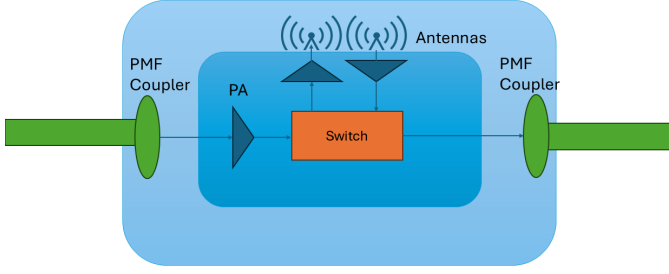 Antennas
PMF
Coupler
PA
Switch
PMF
Coupler